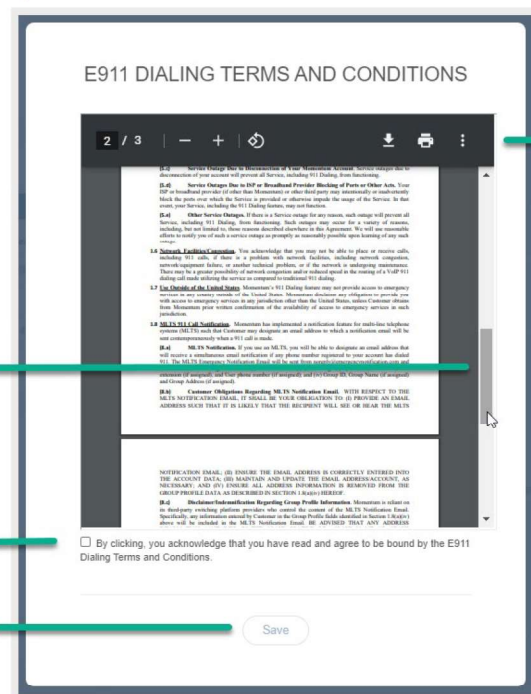 E911 DIALING TERMS AND CONDITIONS
2 / 3
[5.c] Service Outage Due to Disconnection of Your Momentum Account. Service outages due to
disconnection of your account will prevent all Service, including 911 Dialing, from functioning.
[5.d] Service Outages Due to ISP or Broadband Provider Blocking of Ports or Other Acts. Your
ISP or broadband provider (if other than Momentum) or other third party may intentionally or inadvertently
block the ports over which the Service is provided or otherwise impede the usage of the Service. In that
event, your Service, including the 911 Dialing feature, may not function.
[5.e] Other Service Outages. If there is a Service outage for any reason, such outage will prevent all
Service, including 911 Dialing, from functioning. Such outages may occur for a variety of reasons,
including, but not limited to, those reasons described elsewhere in this Agreement. We will use reasonable
efforts to notify you of such a service outage as promptly as reasonably possible upon learning of any such
outage.
1.6 Network Facilities/Congestion. You acknowledge that you may not be able to place or receive calls,
including 911 calls, if there is a problem with network facilities, including network congestion,
network/equipment failure, or another technical problem, or if the network is undergoing maintenance.
There may be a greater possibility of network congestion and/or reduced speed in the routing of a VoIP 911
dialing call made utilizing the service as compared to traditional 911 dialing.
1.7 Use Outside of the United States. Momentum's 911 Dialing feature may not provide access to emergency
services in any country outside of the United States. Momentum disclaims any obligation to provide you
with access to emergency services in any jurisdiction other than the United States, unless Customer obtains
from Momentum prior written confirmation of the availability of access to emergency services in such
jurisdiction.
1.8 MLTS 911 Call Notification. Momentum has implemented a notification feature for multi-line telephone
systems (MLTS) such that Customer may designate an email address to which a notification email will be
sent contemporaneously when a 911 call is made.
[8.a] MLTS Notification. If you use an MLTS, you will be able to designate an email address that
will receive a simultaneous email notification if any phone number registered to your account has dialed
911. The MLTS Emergency Notification Email will be sent from
extension (if assigned), and User phone number (if assigned); and (iv) Group ID, Group Name (if assigned)
and Group Address (if assigned).
[8.b] Customer Obligations Regarding MLTS Notification Email. WITH RESPECT TO THE
MLTS NOTIFICATION EMAIL, IT SHALL BE YOUR OBLIGATION TO: (I) PROVIDE AN EMAIL
ADDRESS SUCH THAT IT IS LIKELY THAT THE RECIPIENT WILL SEE OR HEAR THE MLTS
NOTIFICATION EMAIL; (II) ENSURE THE EMAIL ADDRESS IS CORRECTLY ENTERED INTO
THE ACCOUNT DATA; (III) MAINTAIN AND UPDATE THE EMAIL ADDRESS/ACCOUNT, AS
NECESSARY; AND (IV) ENSURE ALL ADDRESS INFORMATION IS REMOVED FROM THE
GROUP PROFILE DATA AS DESCRIBED IN SECTION 1.8(a)(iv) HEREOF.
[8.c] Disclaimer/Indemnification Regarding Group Profile Information. Momentum is reliant on
its third-party switching platform providers who control the content of the MLTS Notification Email.
Specifically, any information entered by Customer in the Group Profile fields identified in Section 1.8(a)(iv)
above will be included in the MLTS Notification Email. BE ADVISED THAT ANY ADDRESS
By clicking, you acknowledge that you have read and agree to be bound by the E911
Dialing Terms and Conditions.
Save